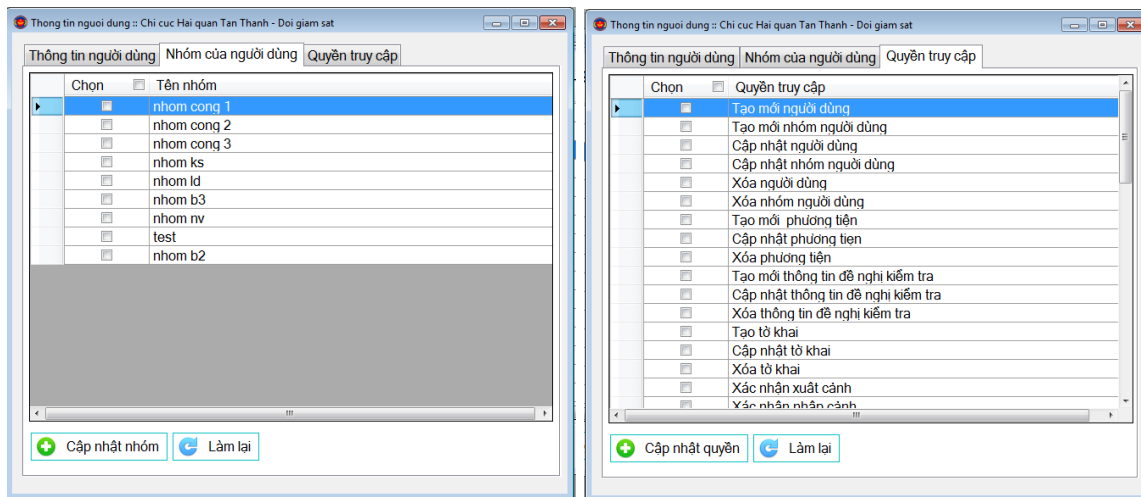 Thong tin nguoi dung :: Chi cuc Hai quan Tan Thanh - Doi giam sat
Thông tin người dùng Nhóm của người dùng Quyền truy cập
Chọn Tên nhóm
nhom cong 1
nhom cong 2
nhom cong 3
nhom ks
nhom ld
nhom b3
nhom nv
test
nhom b2
Cập nhật nhóm Làm lại
Thong tin nguoi dung :: Chi cuc Hai quan Tan Thanh - Doi giam sat
Thông tin người dùng Nhóm của người dùng Quyền truy cập
Chọn Quyền truy cập
Tạo mới người dùng
Tạo mới nhóm người dùng
Cập nhật người dùng
Cập nhật nhóm nguời dùng
Xóa người dùng
Xóa nhóm người dùng
Tạo mới phương tiện
Cập nhật phương tiẹn
Xóa phương tiện
Tạo mới thông tin đề nghị kiểm tra
Cập nhật thông tin đề nghị kiểm tra
Xóa thông tin đề nghị kiểm tra
Tạo tờ khai
Cập nhật tờ khai
Xóa tờ khai
Xác nhận xuất cảnh
Xác nhận nhập cảnh
Cập nhật quyền Làm lại